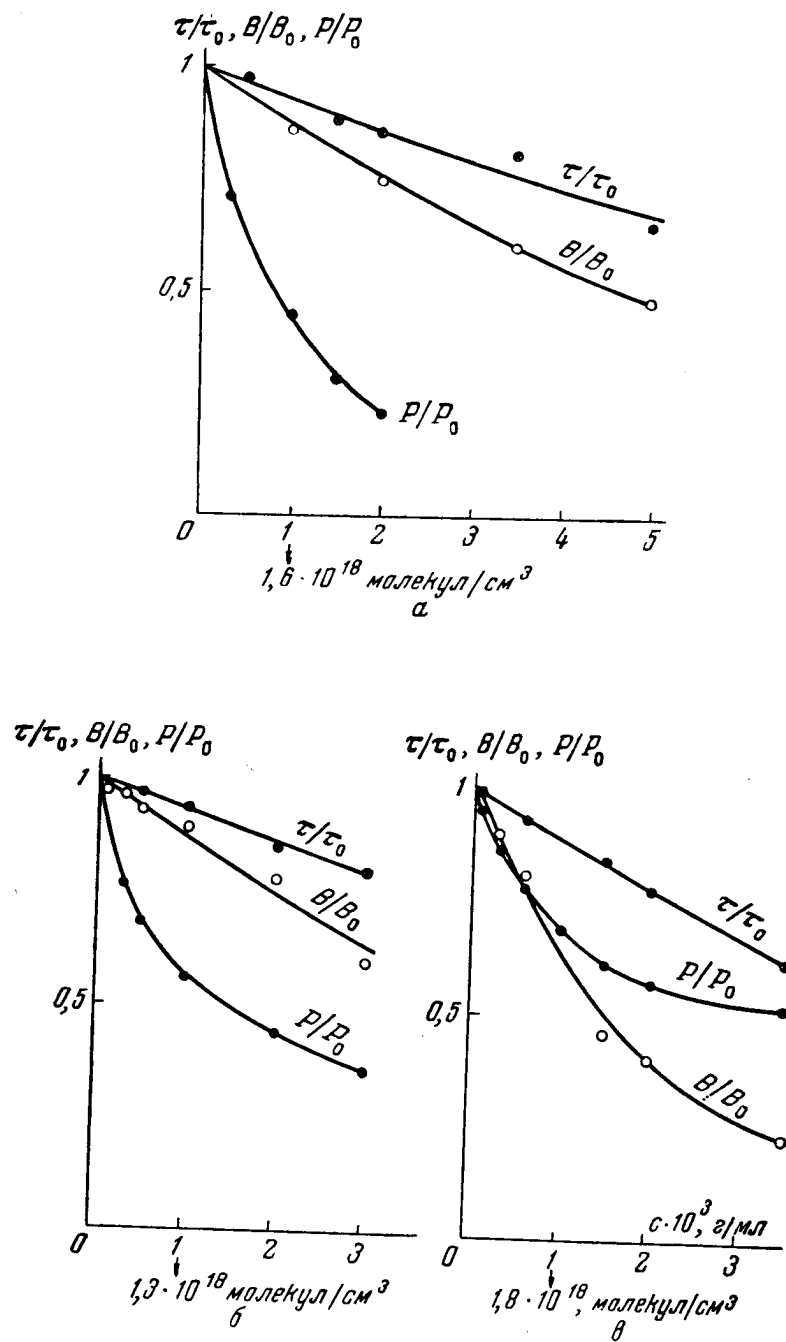 τ/τ₀, B/B₀, P/P₀
1
τ/τ₀
B/B₀
0,5
P/P₀
0 1 2 3 4 5
1,6·10¹⁸ молекул/см³
а
τ/τ₀, B/B₀, P/P₀
1
τ/τ₀
B/B₀
0,5
P/P₀
0 1 2 3
1,3·10¹⁸ молекул/см³
б
τ/τ₀, B/B₀, P/P₀
1
τ/τ₀
P/P₀
0,5
B/B₀
c·10³, г/мл
0 1 2 3
1,8·10¹⁸, молекул/см³
в